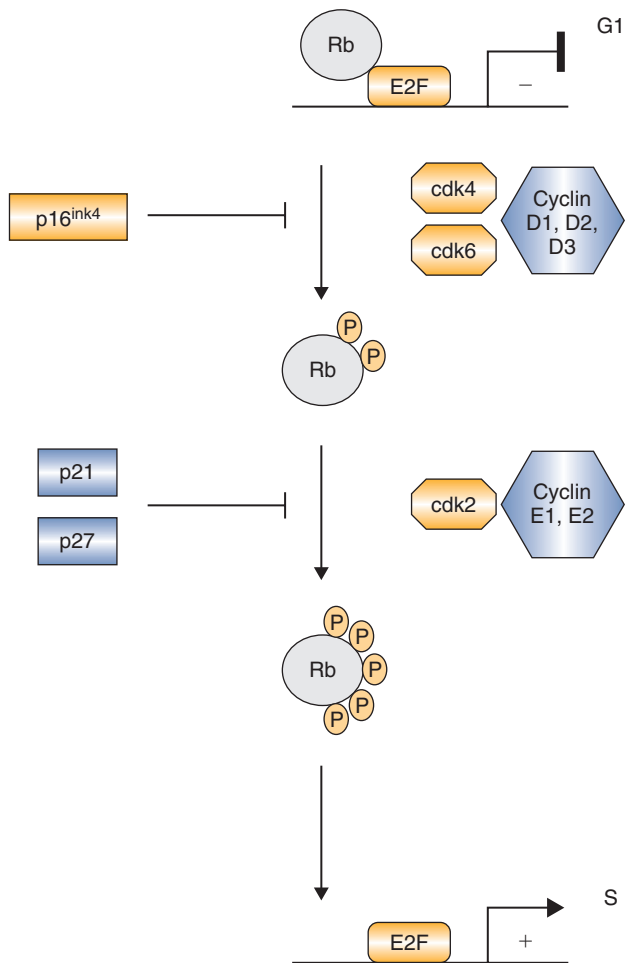 G1
Rb
E2F
−
p16ink4
cdk4
cdk6
Cyclin
D1, D2,
D3
P
P
Rb
p21
p27
cdk2
Cyclin
E1, E2
P
P
P
P
P
Rb
S
E2F
+